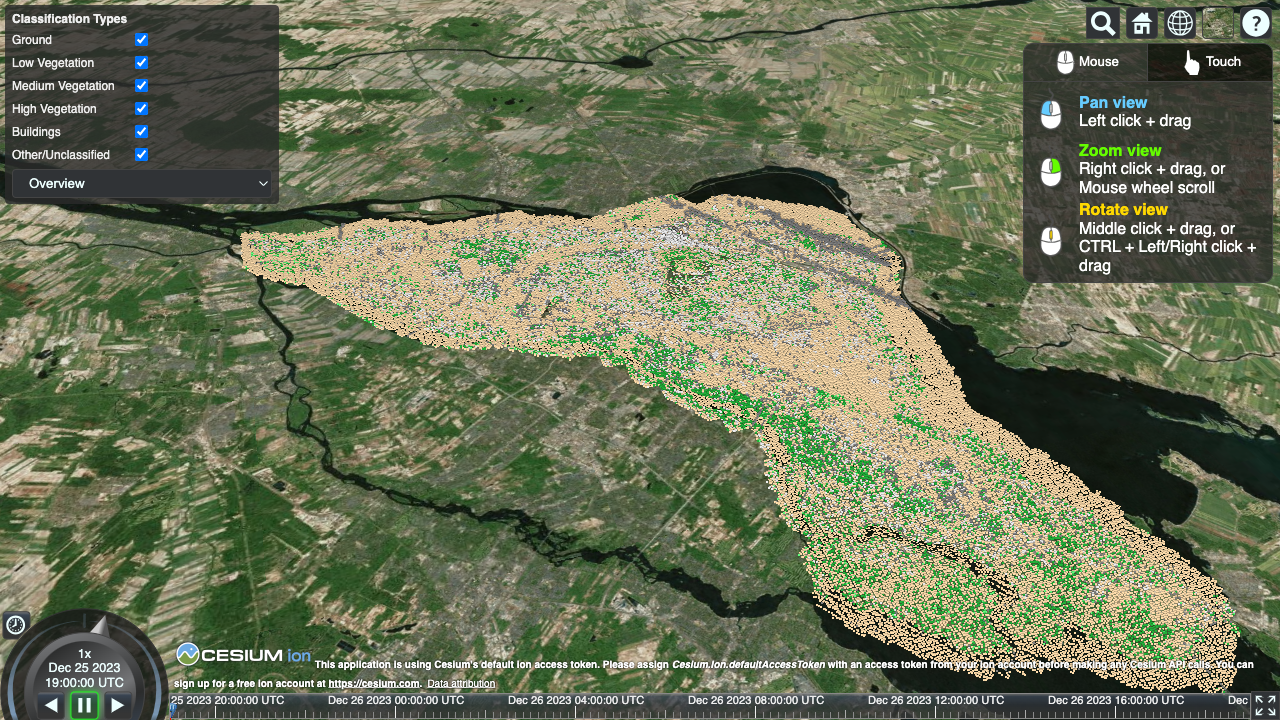 Classification Types
Ground
Low Vegetation
Medium Vegetation
High Vegetation
Buildings
Other/Unclassified
Overview
?
Mouse
Touch
Pan view
Left click + drag
Zoom view
Right click + drag, or
Mouse wheel scroll
Rotate view
Middle click + drag, or
CTRL + Left/Right click +
drag
1x
Dec 25 2023
19:00:00 UTC
CESIUM ion
This application is using Cesium's default ion access token. Please assign Cesium.Ion.defaultAccessToken with an access token from your ion account before making any Cesium API calls. You can
sign up for a free ion account at https://cesium.com. Data attribution
25 2023 20:00:00 UTC
Dec 26 2023 00:00:00 UTC
Dec 26 2023 04:00:00 UTC
Dec 26 2023 08:00:00 UTC
Dec 26 2023 12:00:00 UTC
Dec 26 2023 16:00:00 UTC
Dec